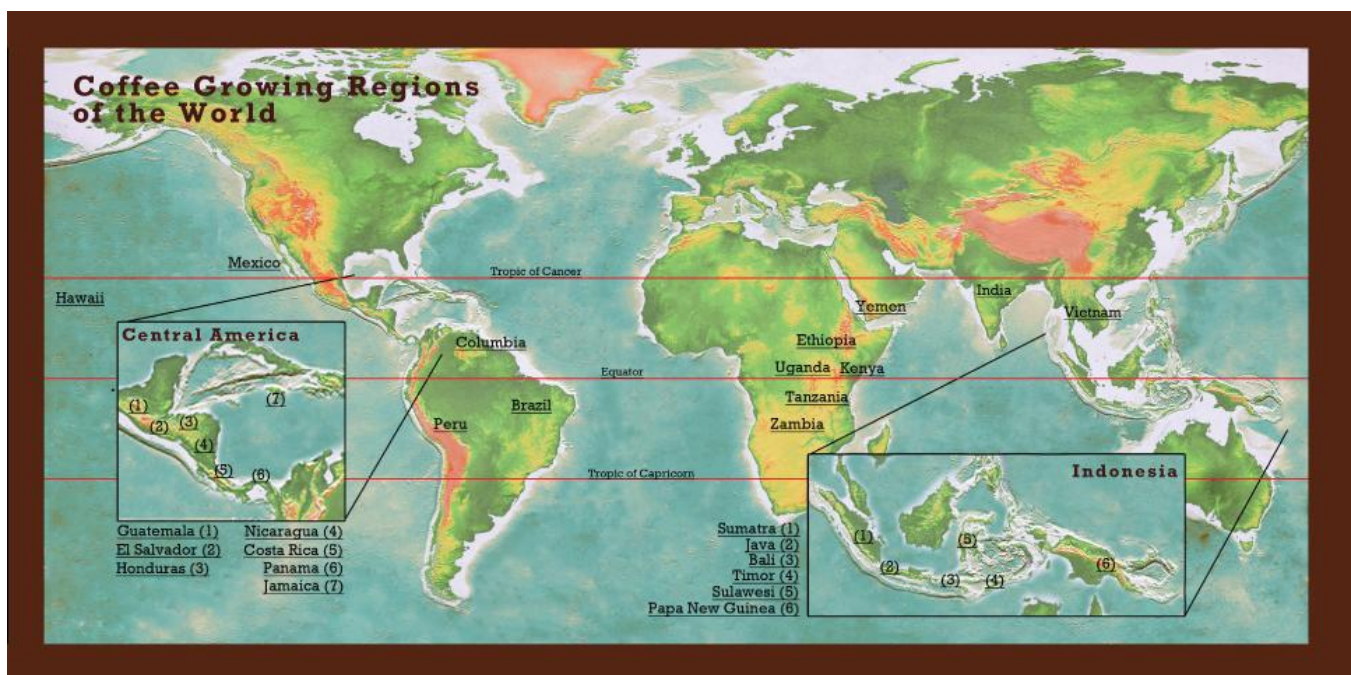 Coffee Growing Regions
of the World
Mexico
Tropic of Cancer
Hawaii
India
Yemen
Vietnam
Central America
Columbia
Ethiopia
Equator
Uganda
Kenya
(7)
(1)
(3)
(2)
Brazil
Tanzania
Peru
Zambia
(4)
(5)
(6)
Tropic of Capricorn
Indonesia
Guatemala (1)
El Salvador (2)
Honduras (3)
Nicaragua (4)
Costa Rica (5)
Panama (6)
Jamaica (7)
Sumatra (1)
Java (2)
Bali (3)
Timor (4)
Sulawesi (5)
Papa New Guinea (6)
(1)
(5)
(2)
(3)
(4)
(6)